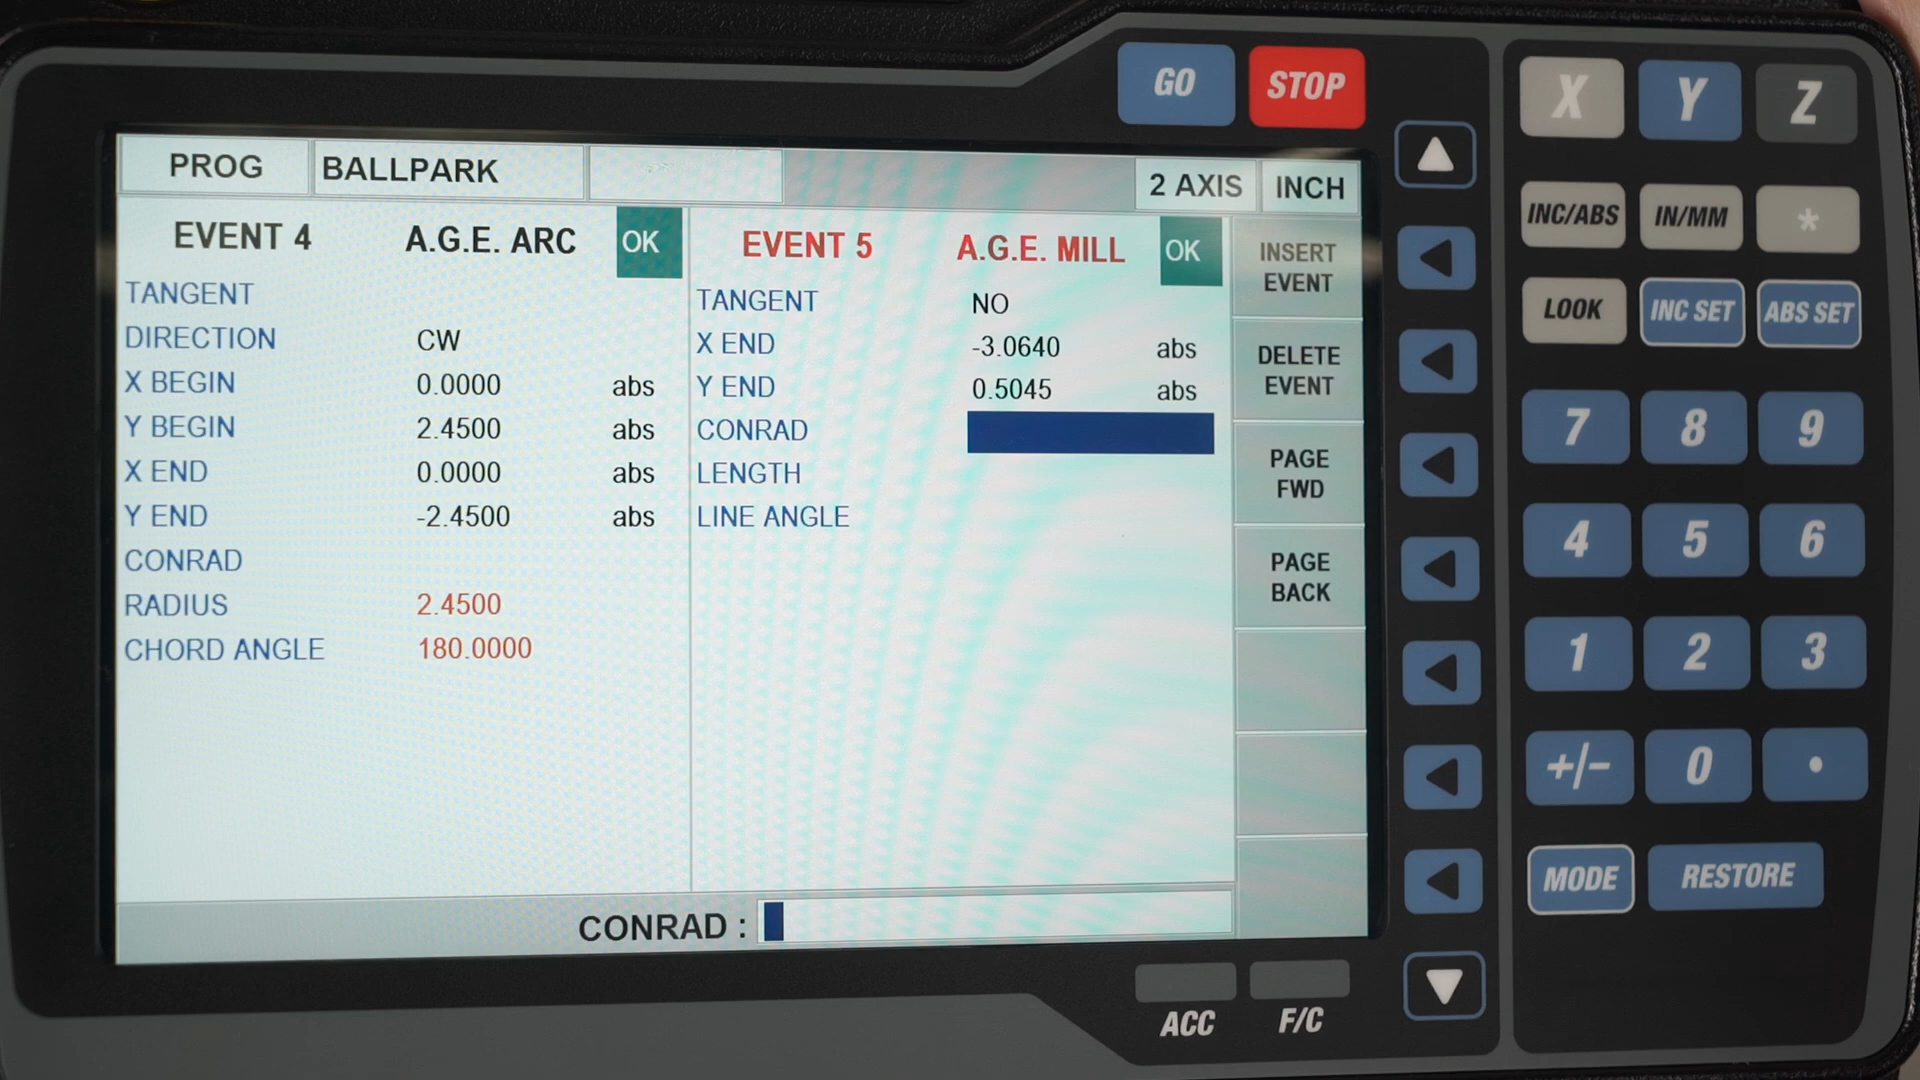 GO STOP
PROG BALLPARK 2 AXIS INCH
EVENT 4 A.G.E. ARC OK
TANGENT
DIRECTION CW
X BEGIN 0.0000 abs
Y BEGIN 2.4500 abs
X END 0.0000 abs
Y END -2.4500 abs
CONRAD
RADIUS 2.4500
CHORD ANGLE 180.0000
EVENT 5 A.G.E. MILL OK
TANGENT NO
X END -3.0640 abs
Y END 0.5045 abs
CONRAD
LENGTH
LINE ANGLE
INSERT
EVENT
DELETE
EVENT
PAGE
FWD
PAGE
BACK
CONRAD :
ACC F/C
X Y Z
INC/ABS IN/MM *
LOOK INC SET ABS SET
7 8 9
4 5 6
1 2 3
+/- 0 •
MODE RESTORE